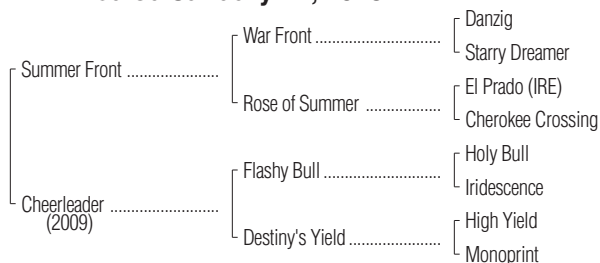 Danzig
War Front ....................
Starry Dreamer
Summer Front ......................
El Prado (IRE)
Rose of Summer ..................
Cherokee Crossing
Holy Bull
Flashy Bull ............................
Iridescence
Cheerleader ..........................
(2009)
High Yield
Destiny's Yield ......................
Monoprint